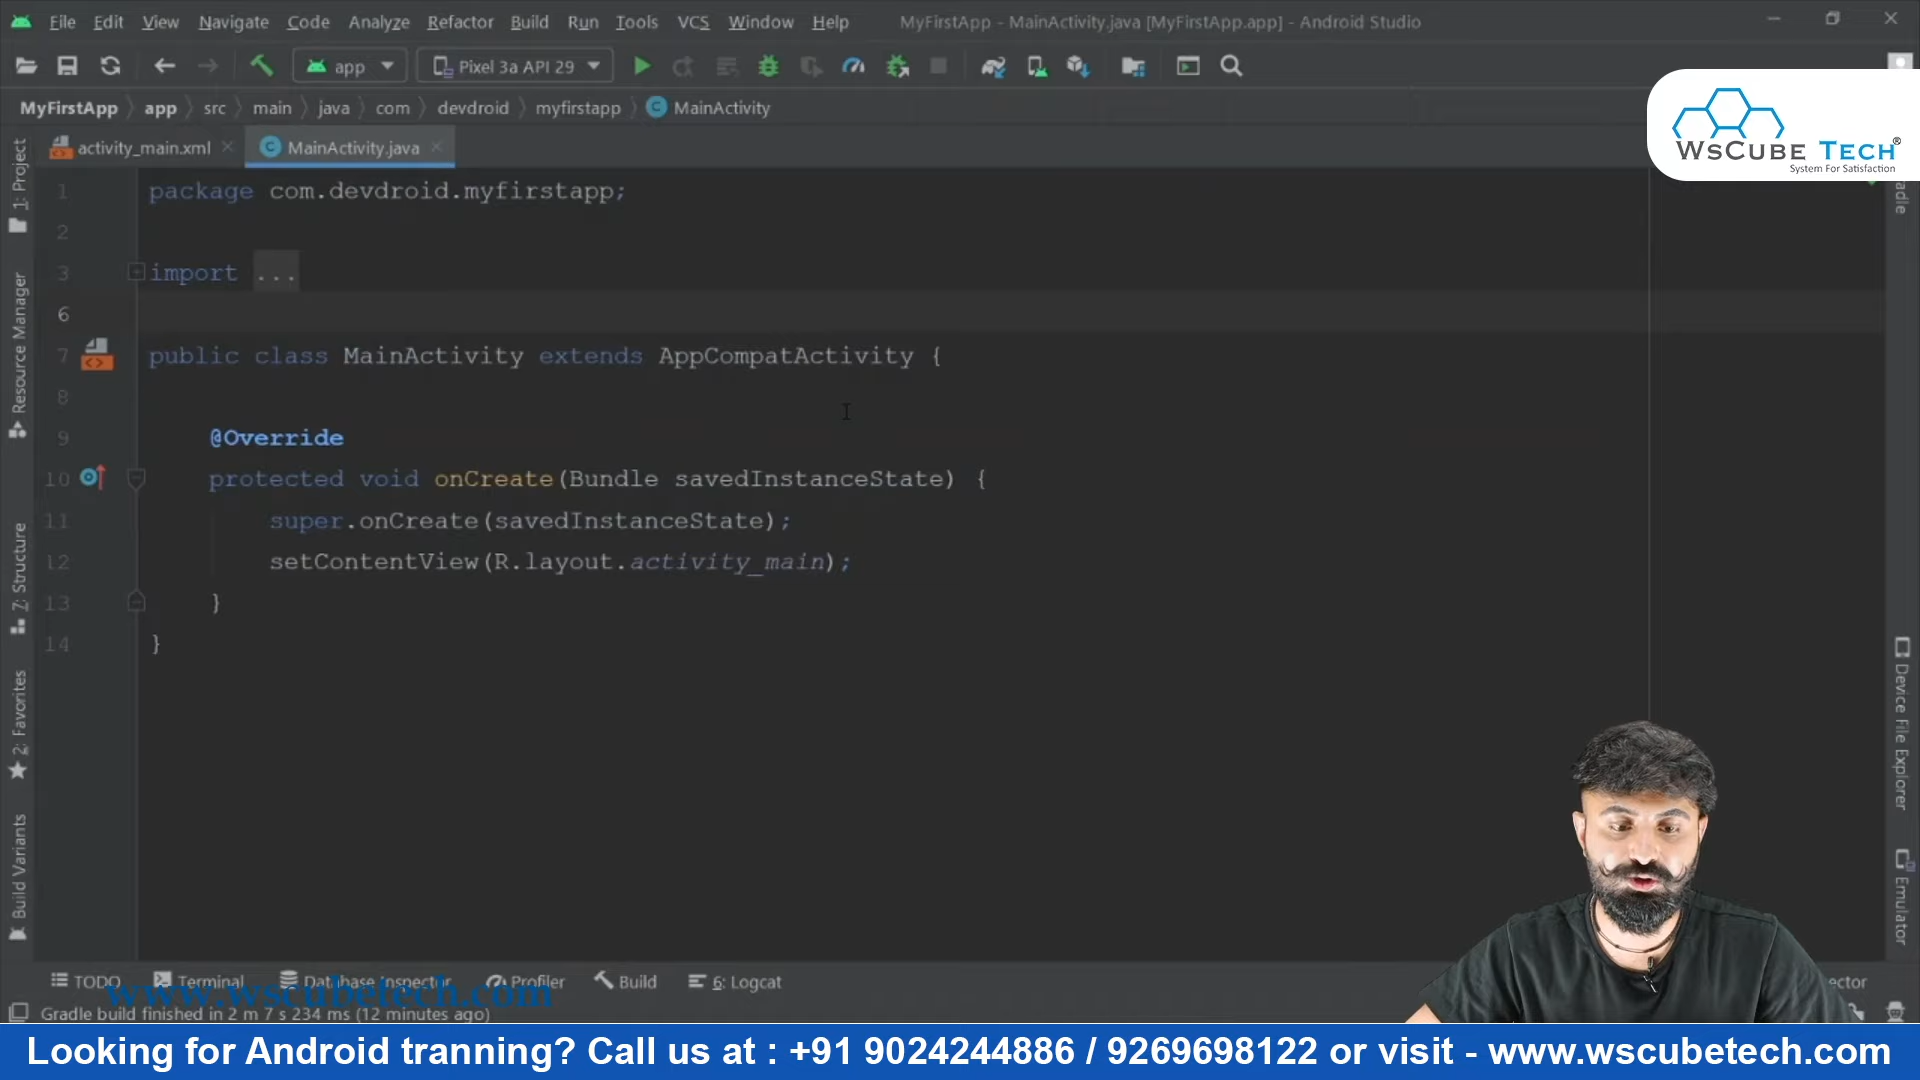 File Edit View Navigate Code Analyze Refactor Build Run Tools VCS Window Help MyFirstApp - MainActivity.java [MyFirstApp.app] - Android Studio
app Pixel 3a API 29
MyFirstApp app src main java com devdroid myfirstapp MainActivity
WSCUBE TECH®
System For Satisfaction
activity_main.xml MainActivity.java
1 package com.devdroid.myfirstapp;
2
3 import ...
6
7 public class MainActivity extends AppCompatActivity {
8
9 @Override
10 protected void onCreate(Bundle savedInstanceState) {
11 super.onCreate(savedInstanceState);
12 setContentView(R.layout.activity_main);
13 }
14 }
1: Project
Resource Manager
7: Structure
2: Favorites
Build Variants
Device File Explorer
Emulator
TODO Terminal Database Inspector Profiler Build 6: Logcat
www.wscubetech.com
Gradle build finished in 2 m 7 s 234 ms (12 minutes ago)
Looking for Android tranning? Call us at : +91 9024244886 / 9269698122 or visit - www.wscubetech.com